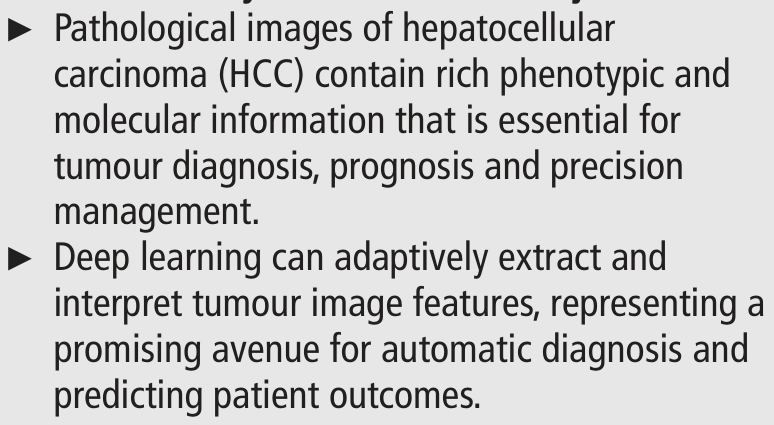 ► Pathological images of hepatocellular
carcinoma (HCC) contain rich phenotypic and
molecular information that is essential for
tumour diagnosis, prognosis and precision
management.
► Deep learning can adaptively extract and
interpret tumour image features, representing a
promising avenue for automatic diagnosis and
predicting patient outcomes.